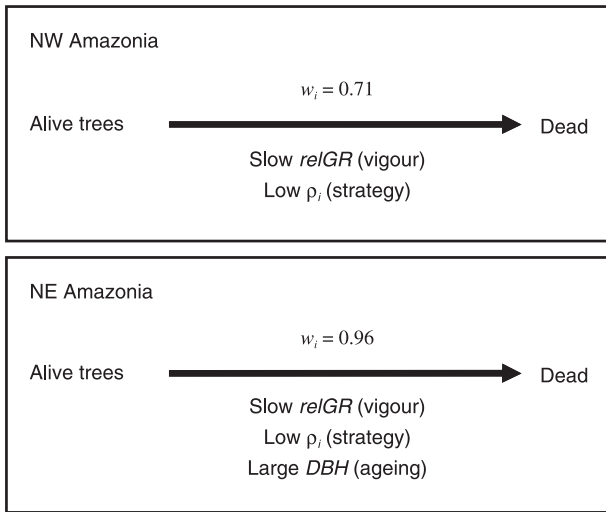 NW Amazonia
w_i = 0.71
Alive trees
Dead
Slow relGR (vigour)
Low ρ_i (strategy)
NE Amazonia
w_i = 0.96
Alive trees
Dead
Slow relGR (vigour)
Low ρ_i (strategy)
Large DBH (ageing)